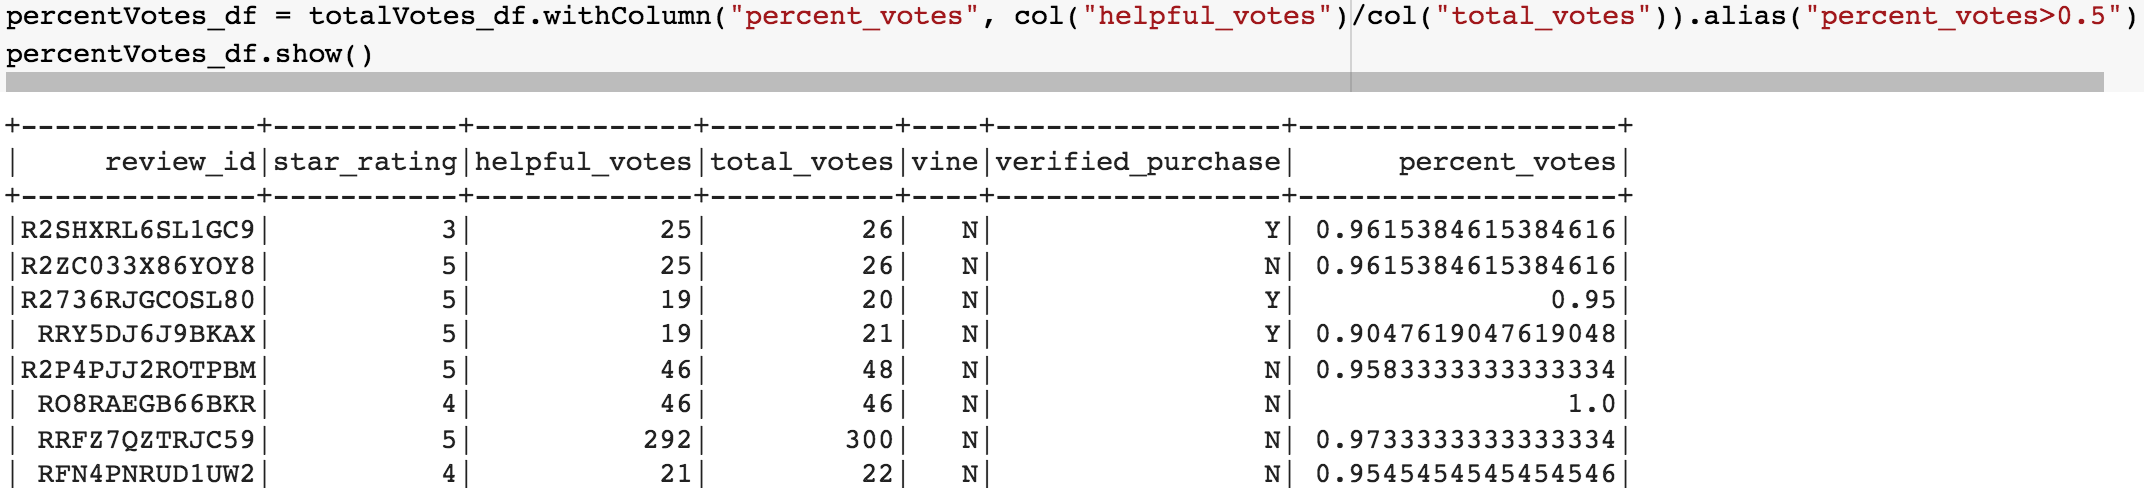 percentVotes_df = totalVotes_df.withColumn("percent_votes", col("helpful_votes")/col("total_votes")).alias("percent_votes>0.5")
percentVotes_df.show()
+--------------+-----------+-------------+-----------+----+-----------------+-------------------+
|     review_id|star_rating|helpful_votes|total_votes|vine|verified_purchase|      percent_votes|
+--------------+-----------+-------------+-----------+----+-----------------+-------------------+
|R2SHXRL6SL1GC9|          3|           25|         26|   N|                Y| 0.9615384615384616|
|R2ZC033X86YOY8|          5|           25|         26|   N|                N| 0.9615384615384616|
|R2736RJGCOSL80|          5|           19|         20|   N|                Y|               0.95|
| RRY5DJ6J9BKAX|          5|           19|         21|   N|                Y| 0.9047619047619048|
|R2P4PJJ2ROTPBM|          5|           46|         48|   N|                N| 0.9583333333333334|
| RO8RAEGB66BKR|          4|           46|         46|   N|                N|                1.0|
| RRFZ7QZTRJC59|          5|          292|        300|   N|                N| 0.9733333333333334|
| RFN4PNRUD1UW2|          4|           21|         22|   N|                N| 0.9545454545454546|